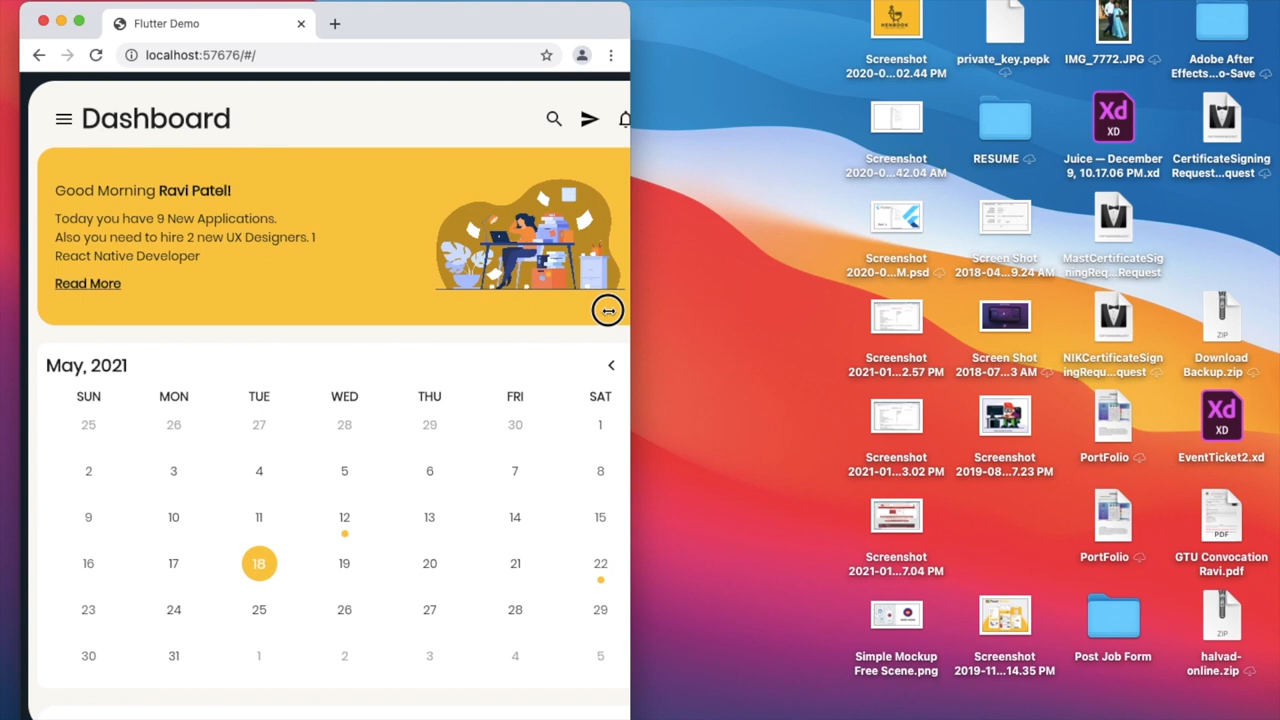 Flutter Demo
localhost:57676/#/
Dashboard
Good Morning Ravi Patel!
Today you have 9 New Applications.
Also you need to hire 2 new UX Designers. 1
React Native Developer
Read More
May, 2021
SUN MON TUE WED THU FRI SAT
25 26 27 28 29 30 1
2 3 4 5 6 7 8
9 10 11 12 13 14 15
16 17 18 19 20 21 22
23 24 25 26 27 28 29
30 31 1 2 3 4 5
HENBOOK
Screenshot
2020-0...02.44 PM
private_key.pepk
IMG_7772.JPG
Adobe After
Effects...o-Save
Screenshot
2020-0...42.04 AM
RESUME
Xd
XD
Juice — December
9, 10.17.06 PM.xd
CertificateSigning
Request...quest
Screenshot
2020-0...M.psd
Screen Shot
2018-04...9.24 AM
MastCertificateSig
ningReq...Request
Screenshot
2021-01...2.57 PM
Screen Shot
2018-07...3 AM
NIKCertificateSign
ingRequ...quest
ZIP
Download
Backup.zip
Screenshot
2021-01...3.02 PM
Screenshot
2019-08...7.23 PM
PortFolio
Xd
XD
EventTicket2.xd
Screenshot
2021-01...7.04 PM
PortFolio
PDF
GTU Convocation
Ravi.pdf
Simple Mockup
Free Scene.png
Screenshot
2019-11...14.35 PM
Post Job Form
ZIP
halvad-
online.zip